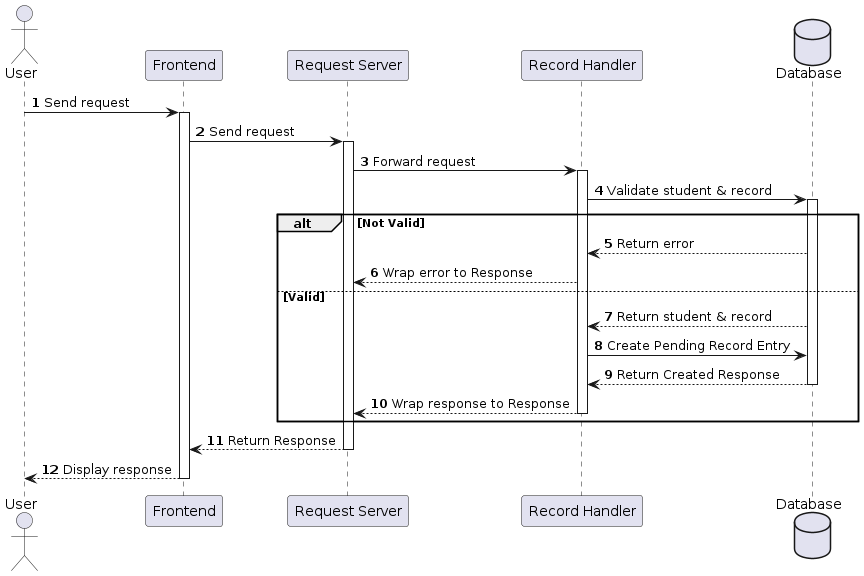 User
Frontend
Request Server
Record Handler
Database
1 Send request
2 Send request
3 Forward request
4 Validate student & record
alt [Not Valid]
5 Return error
6 Wrap error to Response
[Valid]
7 Return student & record
8 Create Pending Record Entry
9 Return Created Response
10 Wrap response to Response
11 Return Response
12 Display response
User
Frontend
Request Server
Record Handler
Database